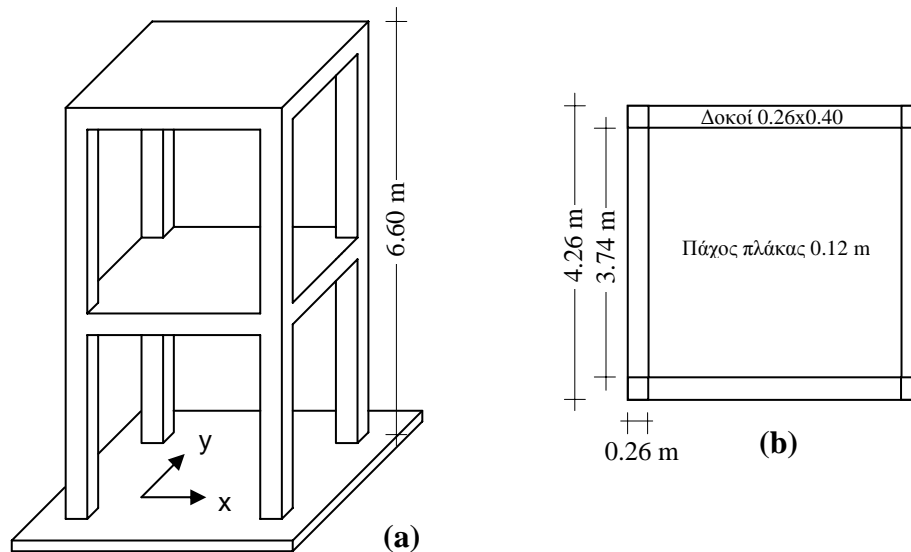 6.60 m
y
x
(a)
Δοκοί 0.26x0.40
4.26 m
3.74 m
Πάχος πλάκας 0.12 m
0.26 m
(b)